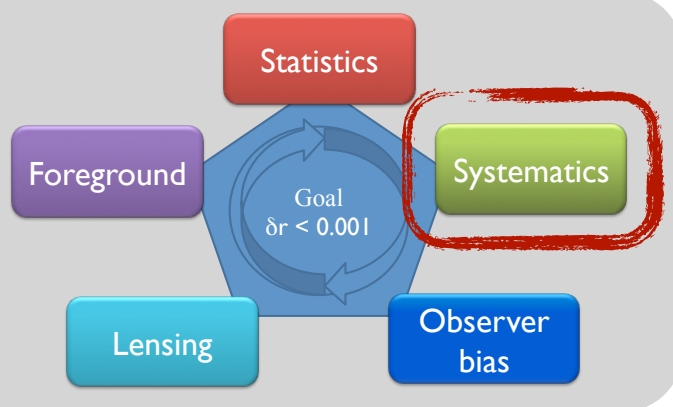 Statistics
Foreground
Systematics
Goal
δr < 0.001
Lensing
Observer
bias